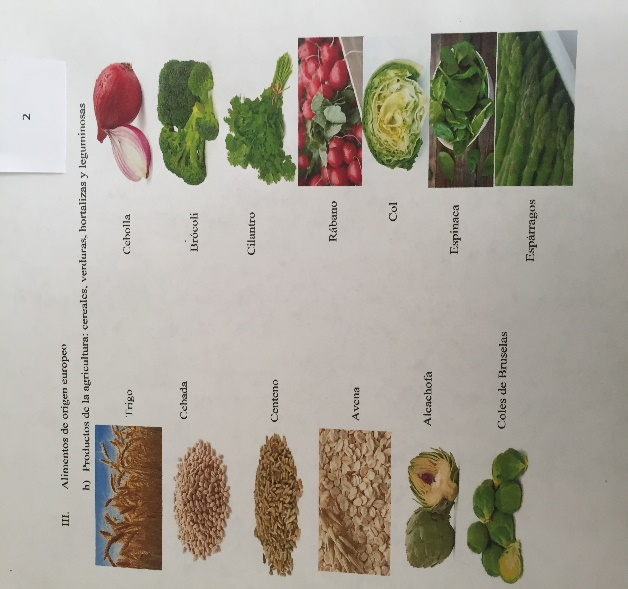 2
III. Alimentos de origen europeo
b) Productos de la agricultura: cereales, verduras, hortalizas y leguminosas
Trigo Cebolla
Cebada Brócoli
Centeno Cilantro
Avena Rábano
Alcachofa Col
Coles de Bruselas Espinaca
Espárragos